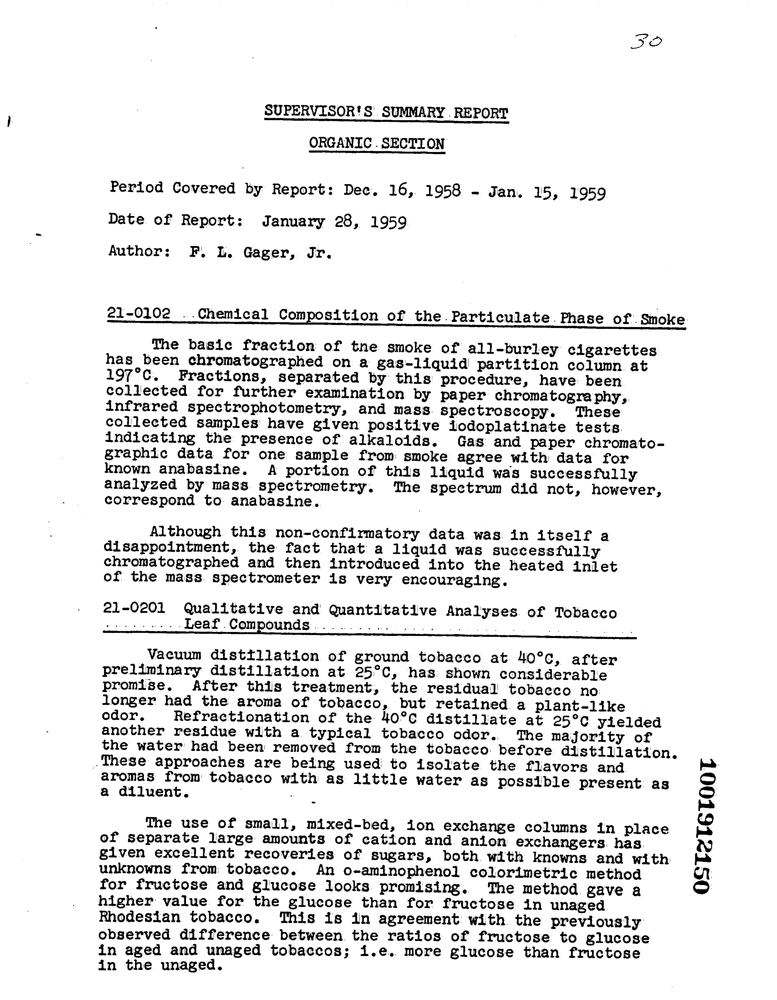 30
SUPERVISOR'S SUMMARY REPORT
ORGANIC SECTION
Period Covered by Report: Dec. 16, 1958 - Jan. 15, 1959
Date of Report: January 28, 1959
Author: F. L. Gager, Jr.
21-0102 Chemical Composition of the Particulate Phase of Smoke
The basic fraction of tne smoke of all-burley cigarettes
has been chromatographed on a gas-liquid partition column at
197°C. Fractions, separated by this procedure, have been
collected for further examination by paper chromatography,
infrared spectrophotometry, and mass spectroscopy. These
collected samples have given positive iodoplatinate tests
indicating the presence of alkaloids. Gas and paper chromato-
graphic data for one sample from smoke agree with data for
known anabasine. A portion of this liquid was successfully
analyzed by mass spectrometry. The spectrum did not, however,
correspond to anabasine.
Although this non-confirmatory data was in itself a
disappointment, the fact that a liquid was successfully
chromatographed and then introduced into the heated inlet
of the mass spectrometer is very encouraging.
21-0201 Qualitative and Quantitative Analyses of Tobacco
Leaf Compounds
Vacuum distillation of ground tobacco at 40°C, after
preliminary distillation at 25°C, has shown considerable
promise. After this treatment, the residual tobacco no
longer had the aroma of tobacco, but retained a plant-like
odor. Refractionation of the 40°C distillate at 25°C yielded
another residue with a typical tobacco odor. The majority of
the water had been removed from the tobacco before distillation.
These approaches are being used to isolate the flavors and
aromas from tobacco with as little water as possible present as
a diluent.
The use of small, mixed-bed, ion exchange columns in place
of separate large amounts of cation and anion exchangers has
given excellent recoveries of sugars, both with knowns and with
unknowns from tobacco. An o-aminophenol colorimetric method
for fructose and glucose looks promising. The method gave a
higher value for the glucose than for fructose in unaged
Rhodesian tobacco. This is in agreement with the previously
observed difference between the ratios of fructose to glucose
in aged and unaged tobaccos; i.e. more glucose than fructose
in the unaged.
1001912150